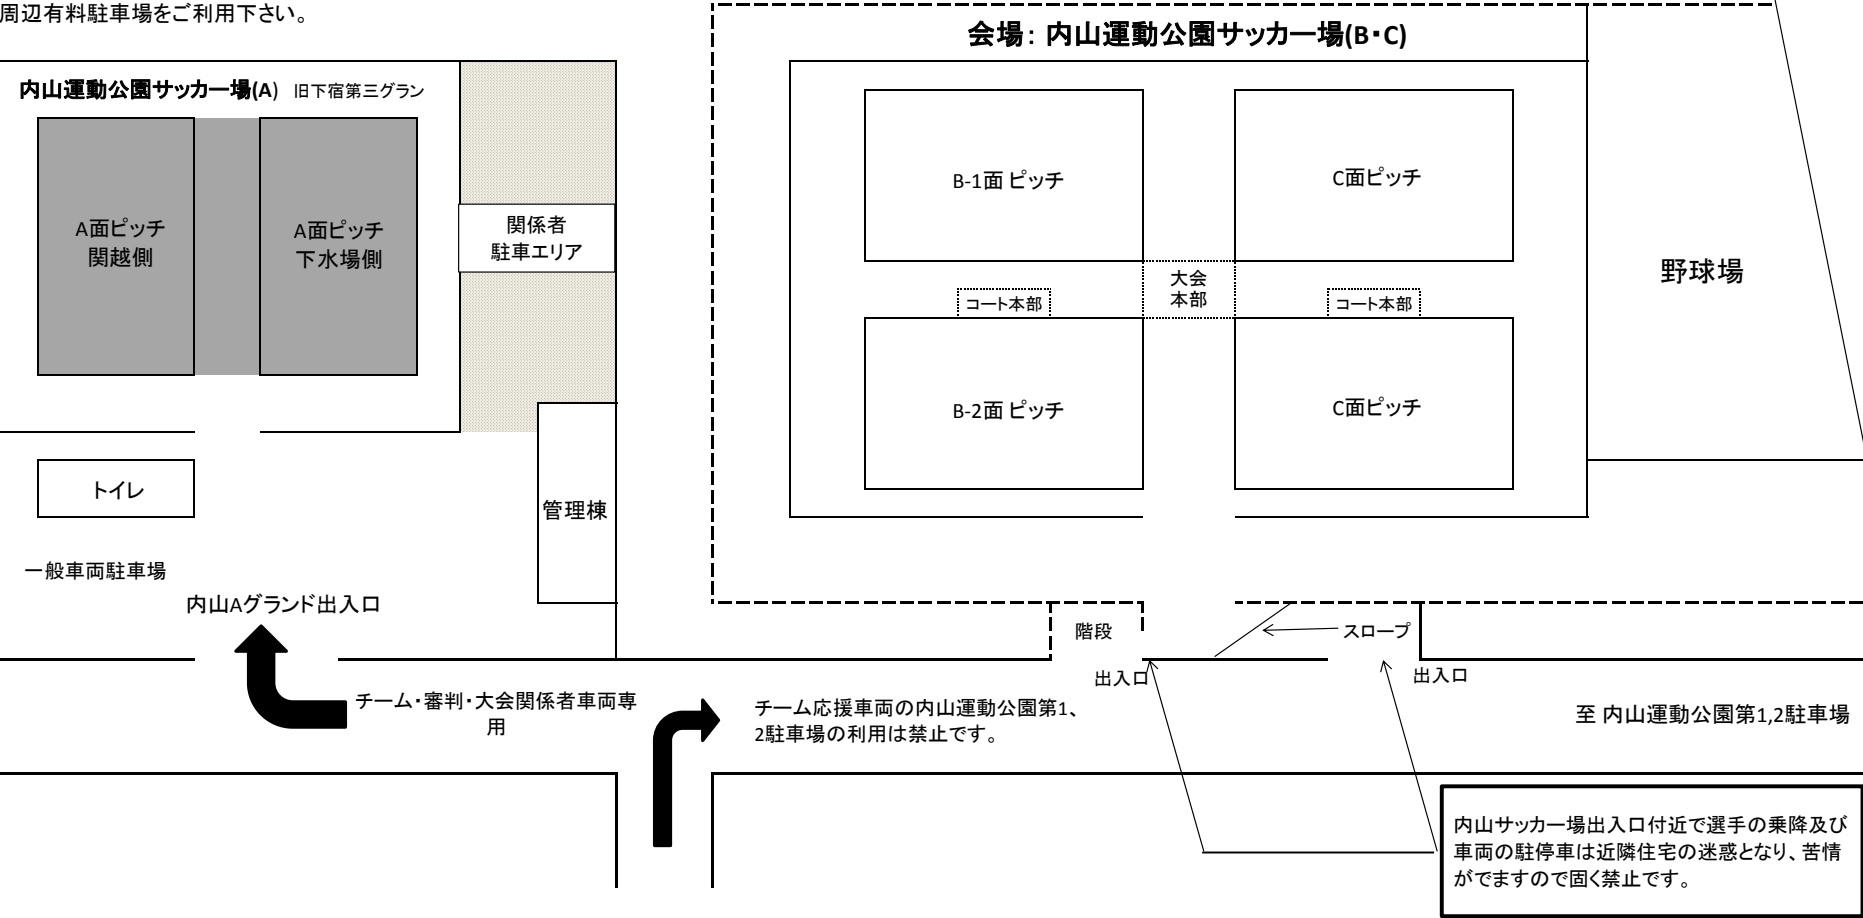 周辺有料駐車場をご利用下さい。
会場：内山運動公園サッカー場(B･C)
内山運動公園サッカー場(A) 旧下宿第三グラン
A面ピッチ
関越側
A面ピッチ
下水場側
関係者
駐車エリア
B-1面 ピッチ
C面ピッチ
大会
本部
コート本部
コート本部
野球場
B-2面 ピッチ
C面ピッチ
トイレ
管理棟
一般車両駐車場
内山Aグランド出入口
階段
スロープ
出入口
出入口
チーム・審判・大会関係者車両専
用
チーム応援車両の内山運動公園第1、
2駐車場の利用は禁止です。
至 内山運動公園第1,2駐車場
内山サッカー場出入口付近で選手の乗降及び
車両の駐停車は近隣住宅の迷惑となり、苦情
がでますので固く禁止です。